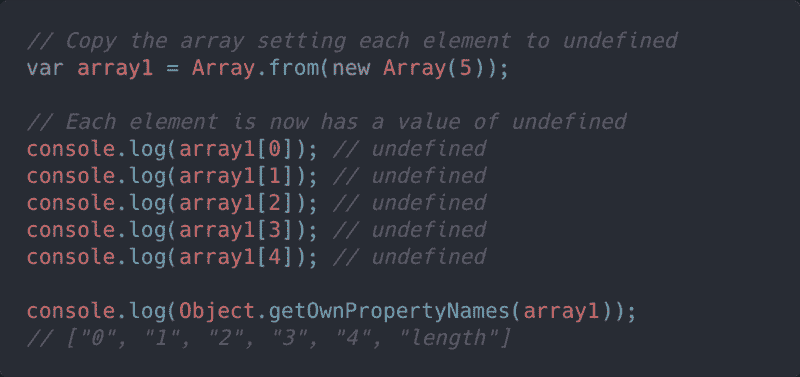 // Copy the array setting each element to undefined
var array1 = Array.from(new Array(5));
// Each element is now has a value of undefined
console.log(array1[0]); // undefined
console.log(array1[1]); // undefined
console.log(array1[2]); // undefined
console.log(array1[3]); // undefined
console.log(array1[4]); // undefined
console.log(Object.getOwnPropertyNames(array1));
// ["0", "1", "2", "3", "4", "length"]